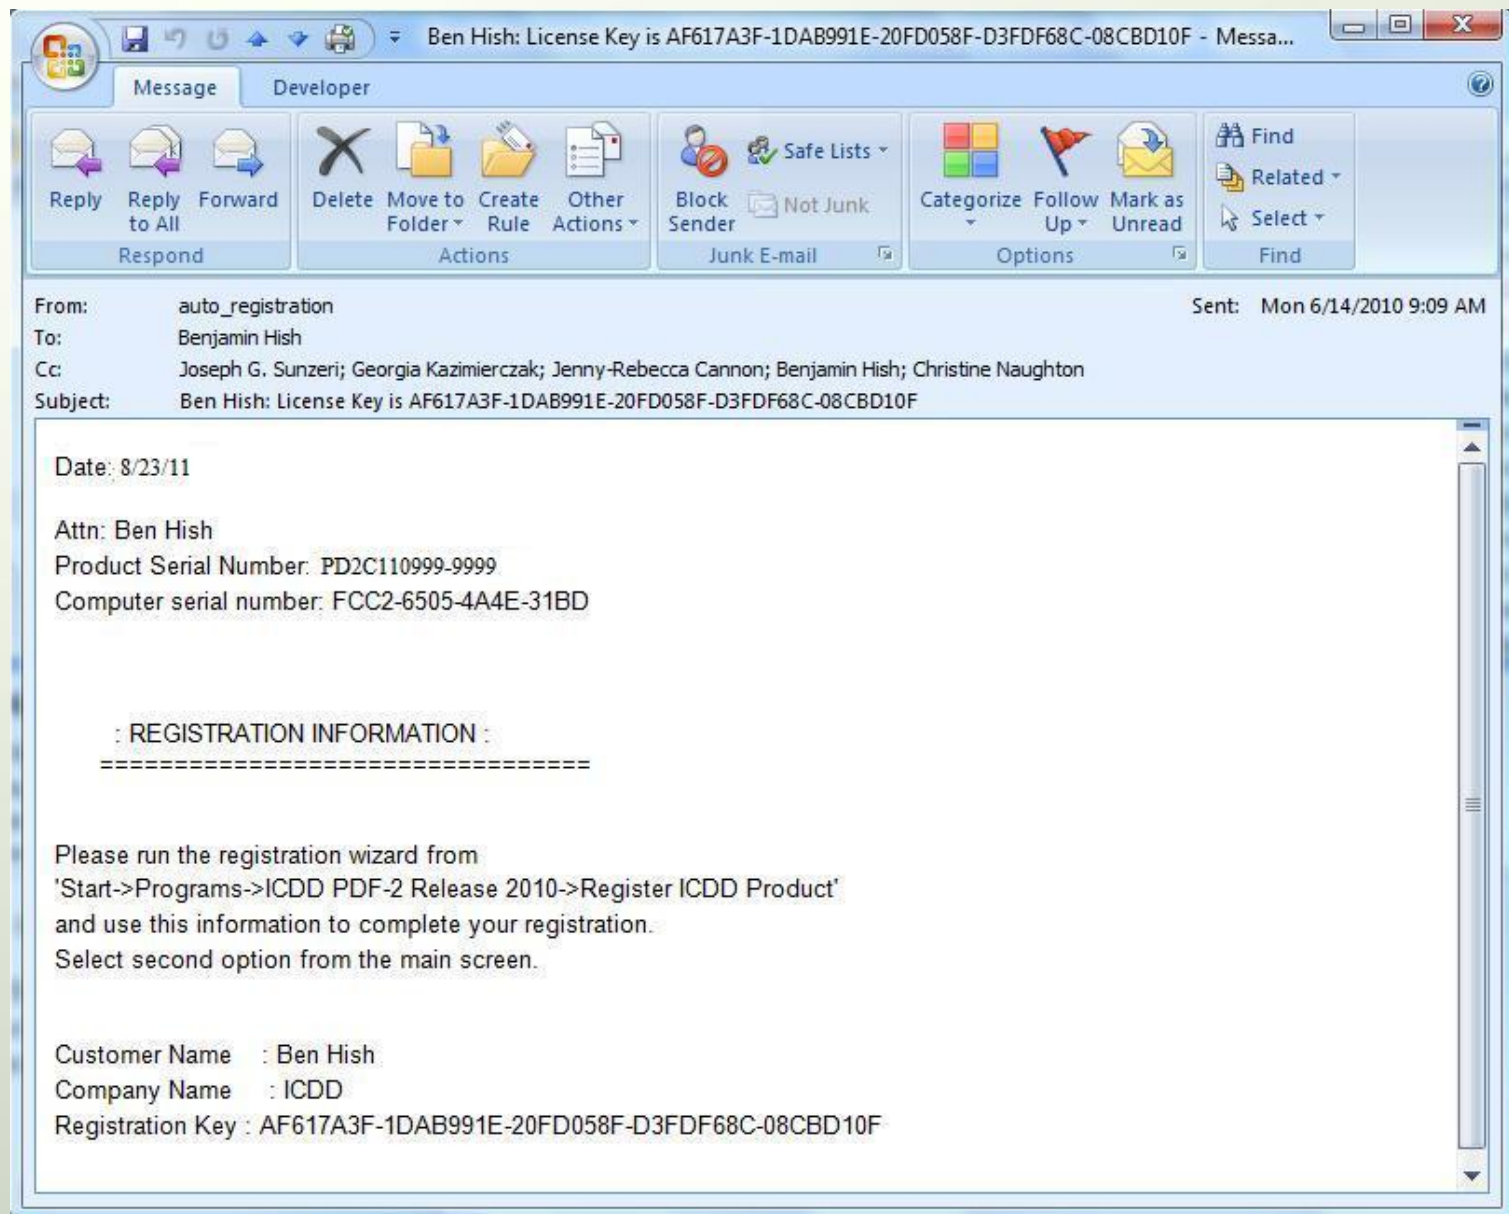 Ben Hish: License Key is AF617A3F-1DAB991E-20FD058F-D3FDF68C-08CBD10F - Messa...
Message Developer
Reply
Reply to All
Forward
Respond
Delete
Move to Folder
Create Rule
Other Actions
Actions
Block Sender
Safe Lists
Not Junk
Junk E-mail
Categorize
Follow Up
Mark as Unread
Options
Find
Related
Select
Find
From: auto_registration
Sent: Mon 6/14/2010 9:09 AM
To: Benjamin Hish
Cc: Joseph G. Sunzeri; Georgia Kazimierczak; Jenny-Rebecca Cannon; Benjamin Hish; Christine Naughton
Subject: Ben Hish: License Key is AF617A3F-1DAB991E-20FD058F-D3FDF68C-08CBD10F
Date: 8/23/11
Attn: Ben Hish
Product Serial Number: PD2C110999-9999
Computer serial number: FCC2-6505-4A4E-31BD
: REGISTRATION INFORMATION :
=================================
Please run the registration wizard from
'Start->Programs->ICDD PDF-2 Release 2010->Register ICDD Product'
and use this information to complete your registration.
Select second option from the main screen.
Customer Name : Ben Hish
Company Name : ICDD
Registration Key : AF617A3F-1DAB991E-20FD058F-D3FDF68C-08CBD10F